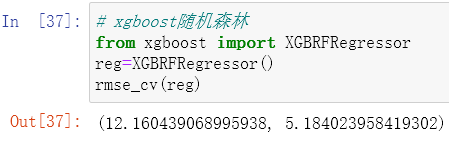 In [37]:
# xgboost随机森林
from xgboost import XGBRFRegressor
reg=XGBRFRegressor()
rmse_cv(reg)
Out[37]: (12.160439068995938, 5.184023958419302)